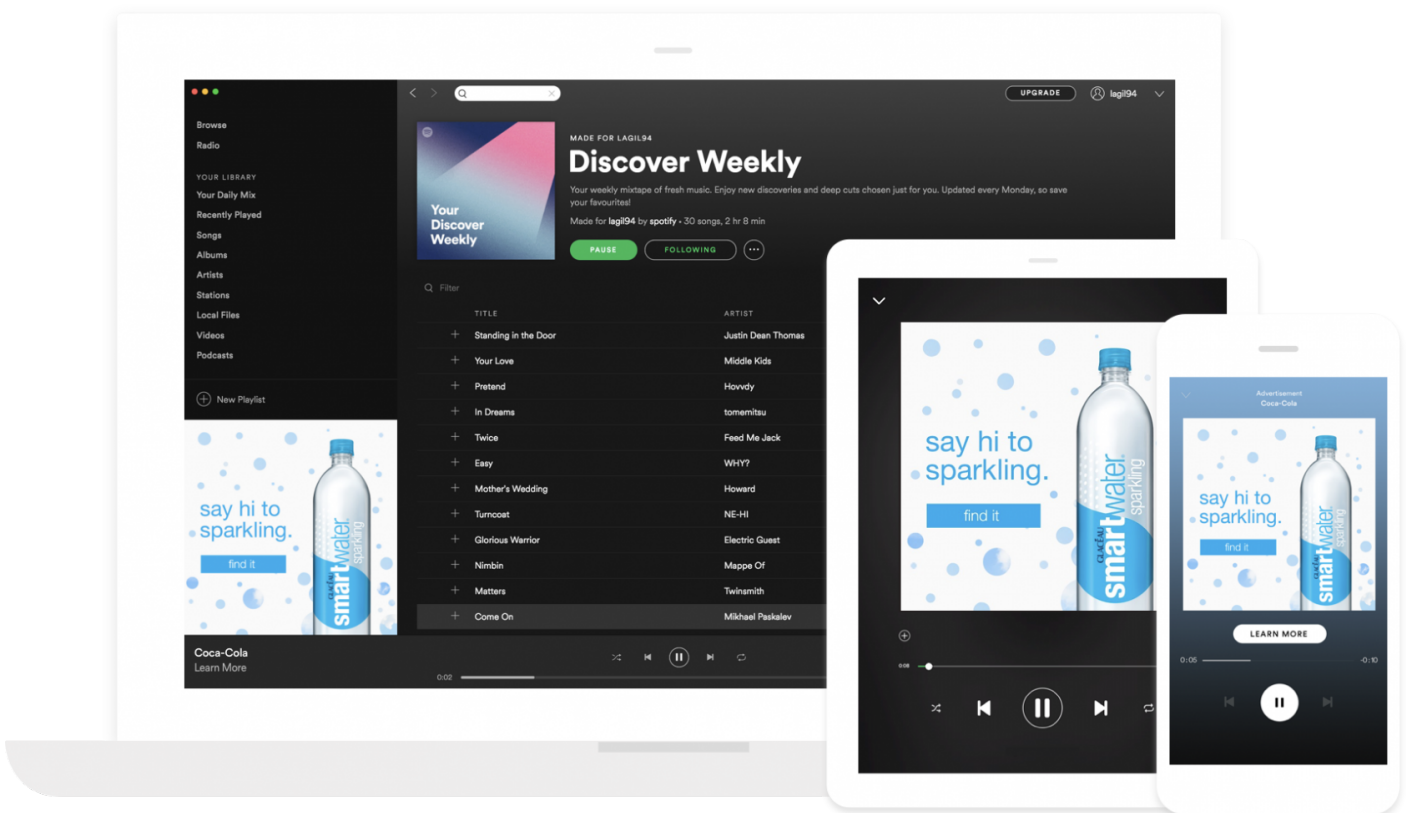 UPGRADE
lagil94
Browse
Radio
YOUR LIBRARY
Your Daily Mix
Recently Played
Songs
Albums
Artists
Stations
Local Files
Videos
Podcasts
New Playlist
say hi to
sparkling.
find it
GLACÉAU
smartwater.
sparkling
Coca-Cola
Learn More
Your
Discover
Weekly
MADE FOR LAGIL94
Discover Weekly
Your weekly mixtape of fresh music. Enjoy new discoveries and deep cuts chosen just for you. Updated every Monday, so save
your favourites!
Made for lagil94 by spotify • 30 songs, 2 hr 8 min
PAUSE
FOLLOWING
Filter
TITLE ARTIST
Standing in the Door Justin Dean Thomas
Your Love Middle Kids
Pretend Hovvdy
In Dreams tomemitsu
Twice Feed Me Jack
Easy WHY?
Mother's Wedding Howard
Turncoat NE-HI
Glorious Warrior Electric Guest
Nimbin Mappe Of
Matters Twinsmith
Come On Mikhael Paskalev
0:02
say hi to
sparkling.
find it
GLACÉAU
smartwater.
sparkling
0:08
Advertisement
Coca-Cola
say hi to
sparkling.
find it
GLACÉAU
smartwater.
sparkling
LEARN MORE
0:05 -0:10